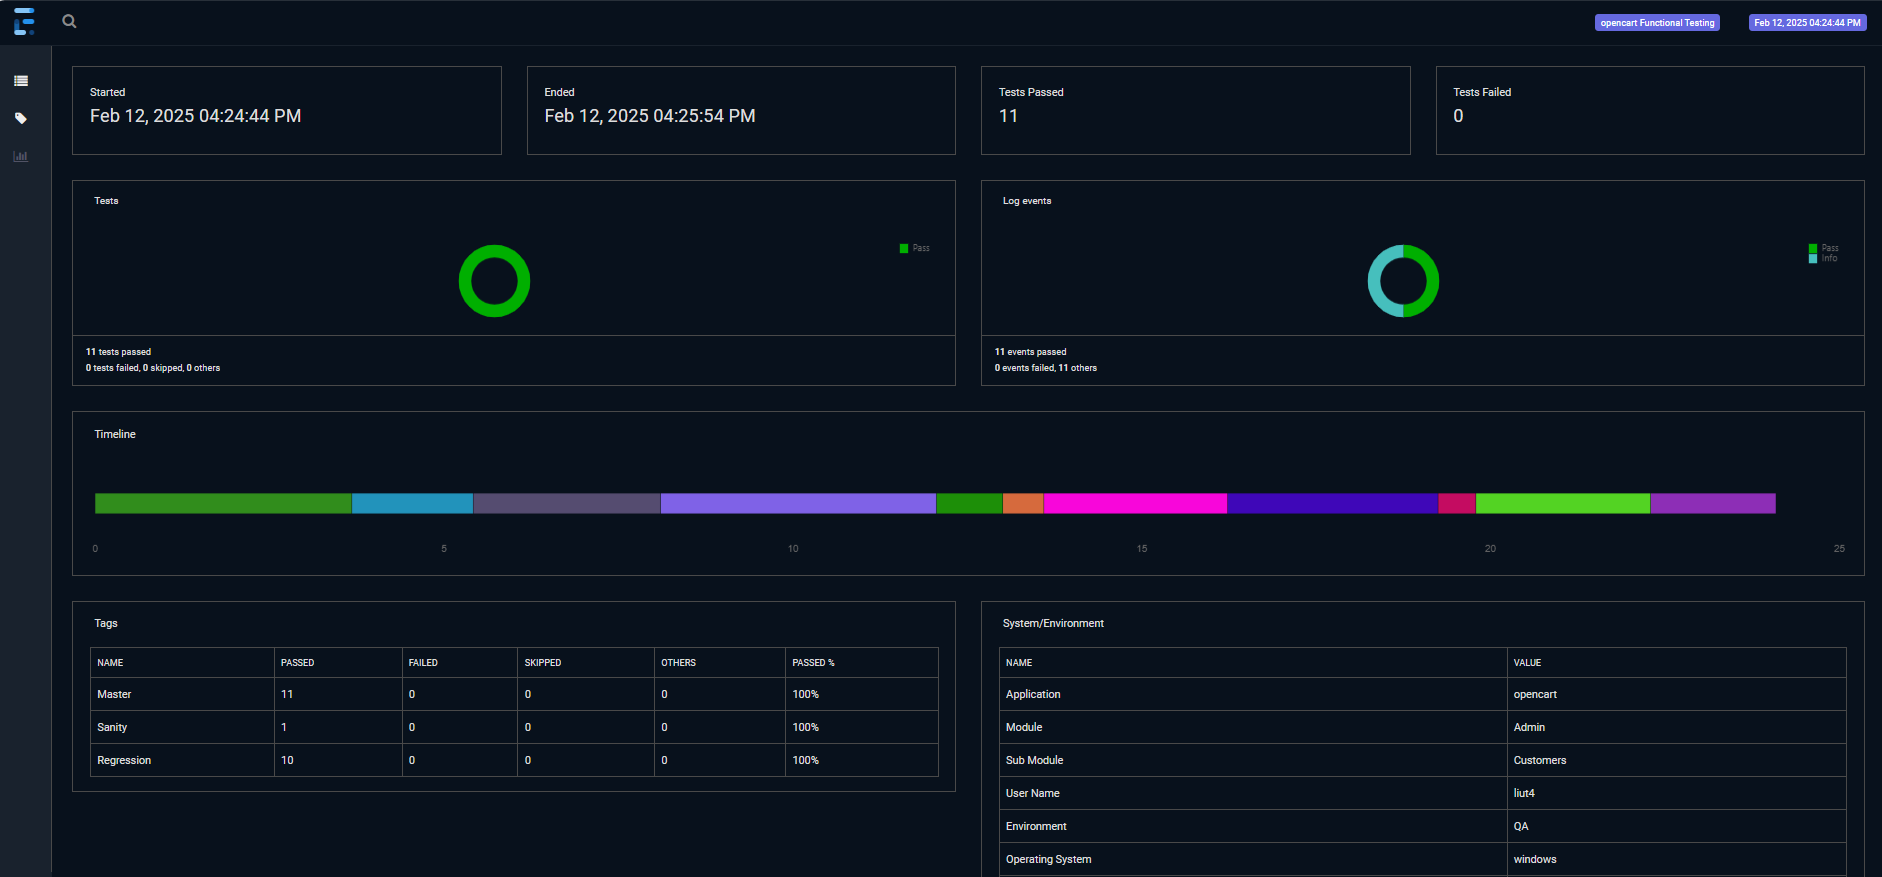 opencart Functional Testing Feb 12, 2025 04:24:44 PM
Started
Feb 12, 2025 04:24:44 PM
Ended
Feb 12, 2025 04:25:54 PM
Tests Passed
11
Tests Failed
0
Tests
Pass
11 tests passed
0 tests failed, 0 skipped, 0 others
Log events
Pass
Info
11 events passed
0 events failed, 11 others
Timeline
0 5 10 15 20 25
Tags
NAME PASSED FAILED SKIPPED OTHERS PASSED %
Master 11 0 0 0 100%
Sanity 1 0 0 0 100%
Regression 10 0 0 0 100%
System/Environment
NAME VALUE
Application opencart
Module Admin
Sub Module Customers
User Name liut4
Environment QA
Operating System windows